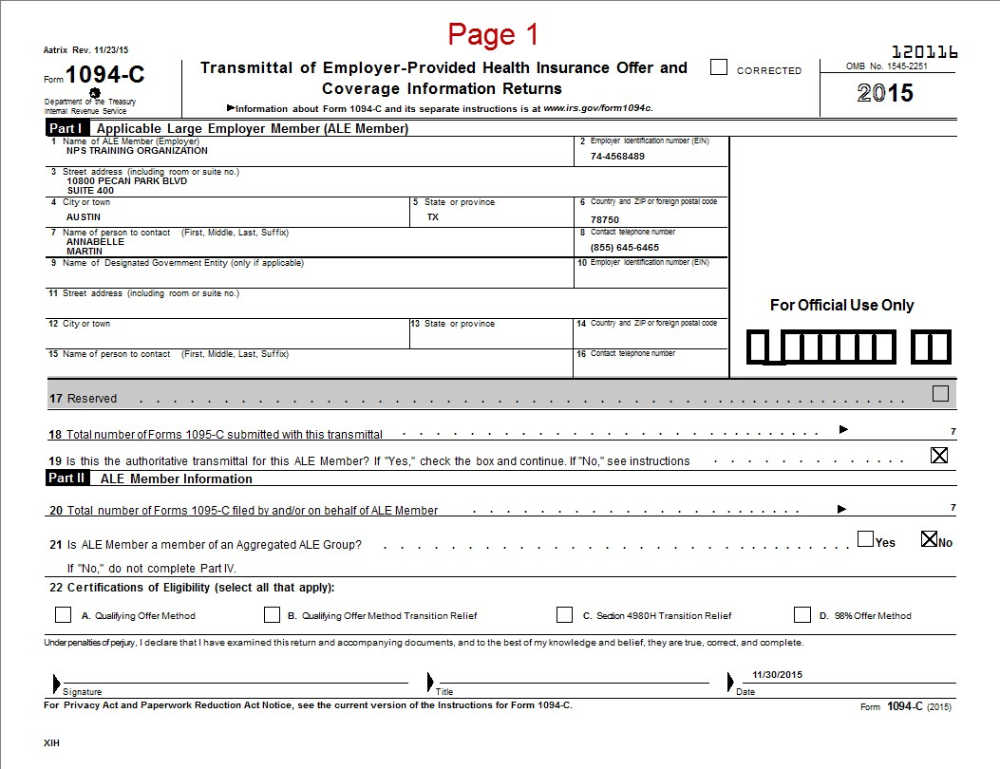 Page 1
Aatrix Rev. 11/23/15
120116
Form 1094-C
Department of the Treasury
Internal Revenue Service
Transmittal of Employer-Provided Health Insurance Offer and
Coverage Information Returns
▶Information about Form 1094-C and its separate instructions is at www.irs.gov/form1094c.
CORRECTED
OMB No. 1545-2251
2015
Part I Applicable Large Employer Member (ALE Member)
1 Name of ALE Member (Employer)
NPS TRAINING ORGANIZATION
2 Employer Identification number (EIN)
74-4568489
3 Street address (including room or suite no.)
10800 PECAN PARK BLVD
SUITE 400
4 City or town
AUSTIN
5 State or province
TX
6 Country and ZIP or foreign postal code
78750
7 Name of person to contact (First, Middle, Last, Suffix)
ANNABELLE
MARTIN
8 Contact telephone number
(855) 645-6465
9 Name of Designated Government Entity (only if applicable)
10 Employer Identification number (EIN)
11 Street address (including room or suite no.)
12 City or town
13 State or province
14 Country and ZIP or foreign postal code
15 Name of person to contact (First, Middle, Last, Suffix)
16 Contact telephone number
For Official Use Only
17 Reserved
18 Total number of Forms 1095-C submitted with this transmittal ▶ 7
19 Is this the authoritative transmittal for this ALE Member? If "Yes," check the box and continue. If "No," see instructions
Part II ALE Member Information
20 Total number of Forms 1095-C filed by and/or on behalf of ALE Member ▶ 7
21 Is ALE Member a member of an Aggregated ALE Group? Yes No
If "No," do not complete Part IV.
22 Certifications of Eligibility (select all that apply):
A. Qualifying Offer Method B. Qualifying Offer Method Transition Relief C. Section 4980H Transition Relief D. 98% Offer Method
Under penalties of perjury, I declare that I have examined this return and accompanying documents, and to the best of my knowledge and belief, they are true, correct, and complete.
11/30/2015
Signature Title Date
For Privacy Act and Paperwork Reduction Act Notice, see the current version of the Instructions for Form 1094-C.
Form 1094-C (2015)
XIH